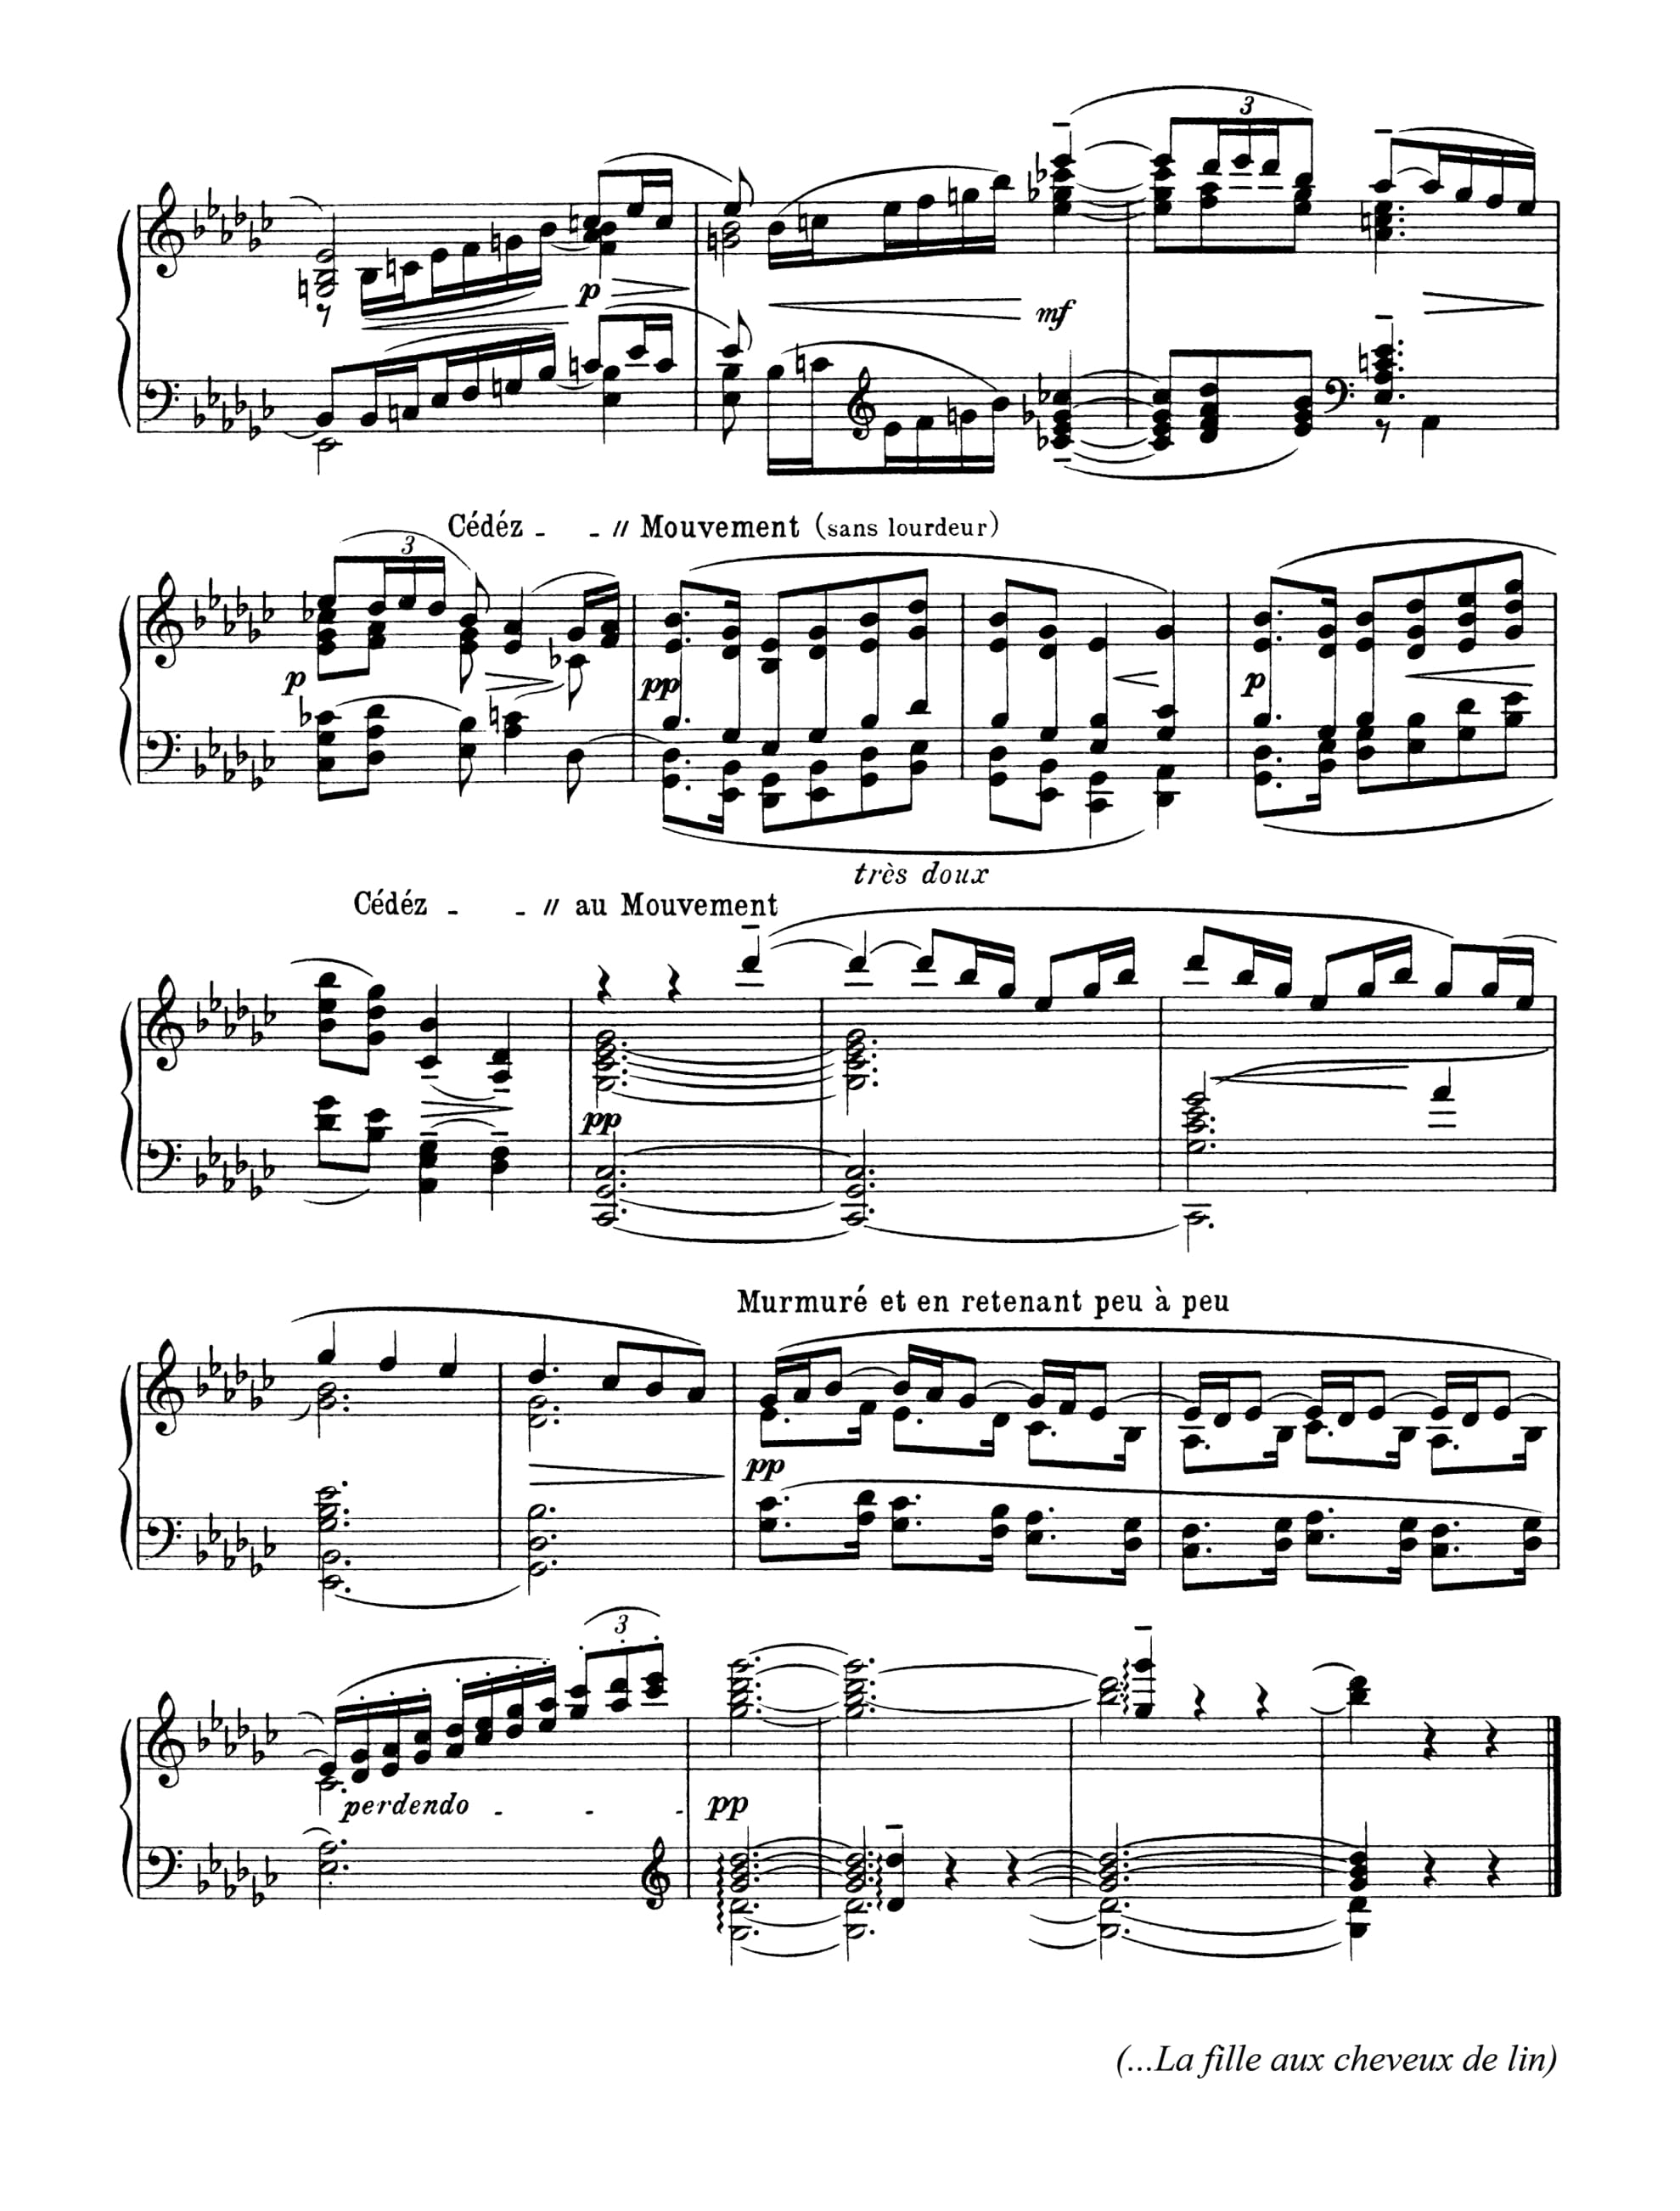 3
p
mf
Cédéz - - // Mouvement (sans lourdeur)
3
p
pp
p
très doux
Cédéz - - // au Mouvement
pp
Murmuré et en retenant peu à peu
pp
3
perdendo - - -
pp
(...La fille aux cheveux de lin)